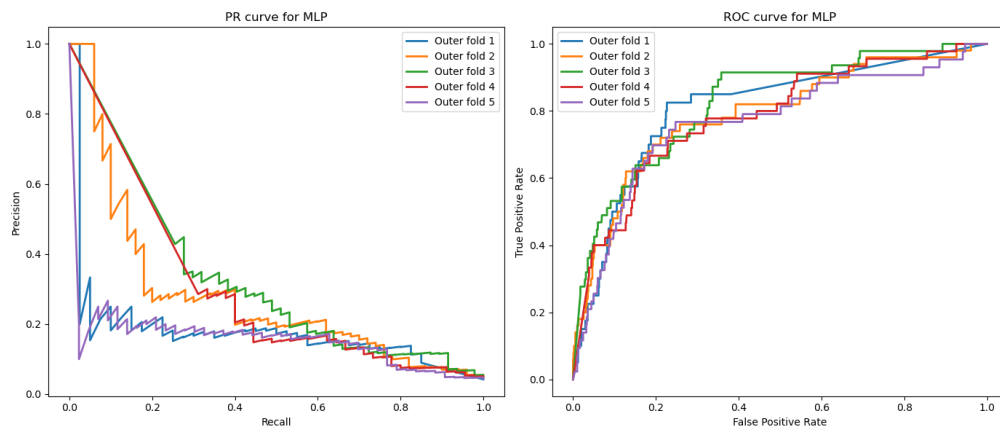 PR curve for MLP
Precision
1.0
0.8
0.6
0.4
0.2
0.0
Outer fold 1
Outer fold 2
Outer fold 3
Outer fold 4
Outer fold 5
0.0 0.2 0.4 0.6 0.8 1.0
Recall
ROC curve for MLP
True Positive Rate
1.0
0.8
0.6
0.4
0.2
0.0
Outer fold 1
Outer fold 2
Outer fold 3
Outer fold 4
Outer fold 5
0.0 0.2 0.4 0.6 0.8 1.0
False Positive Rate